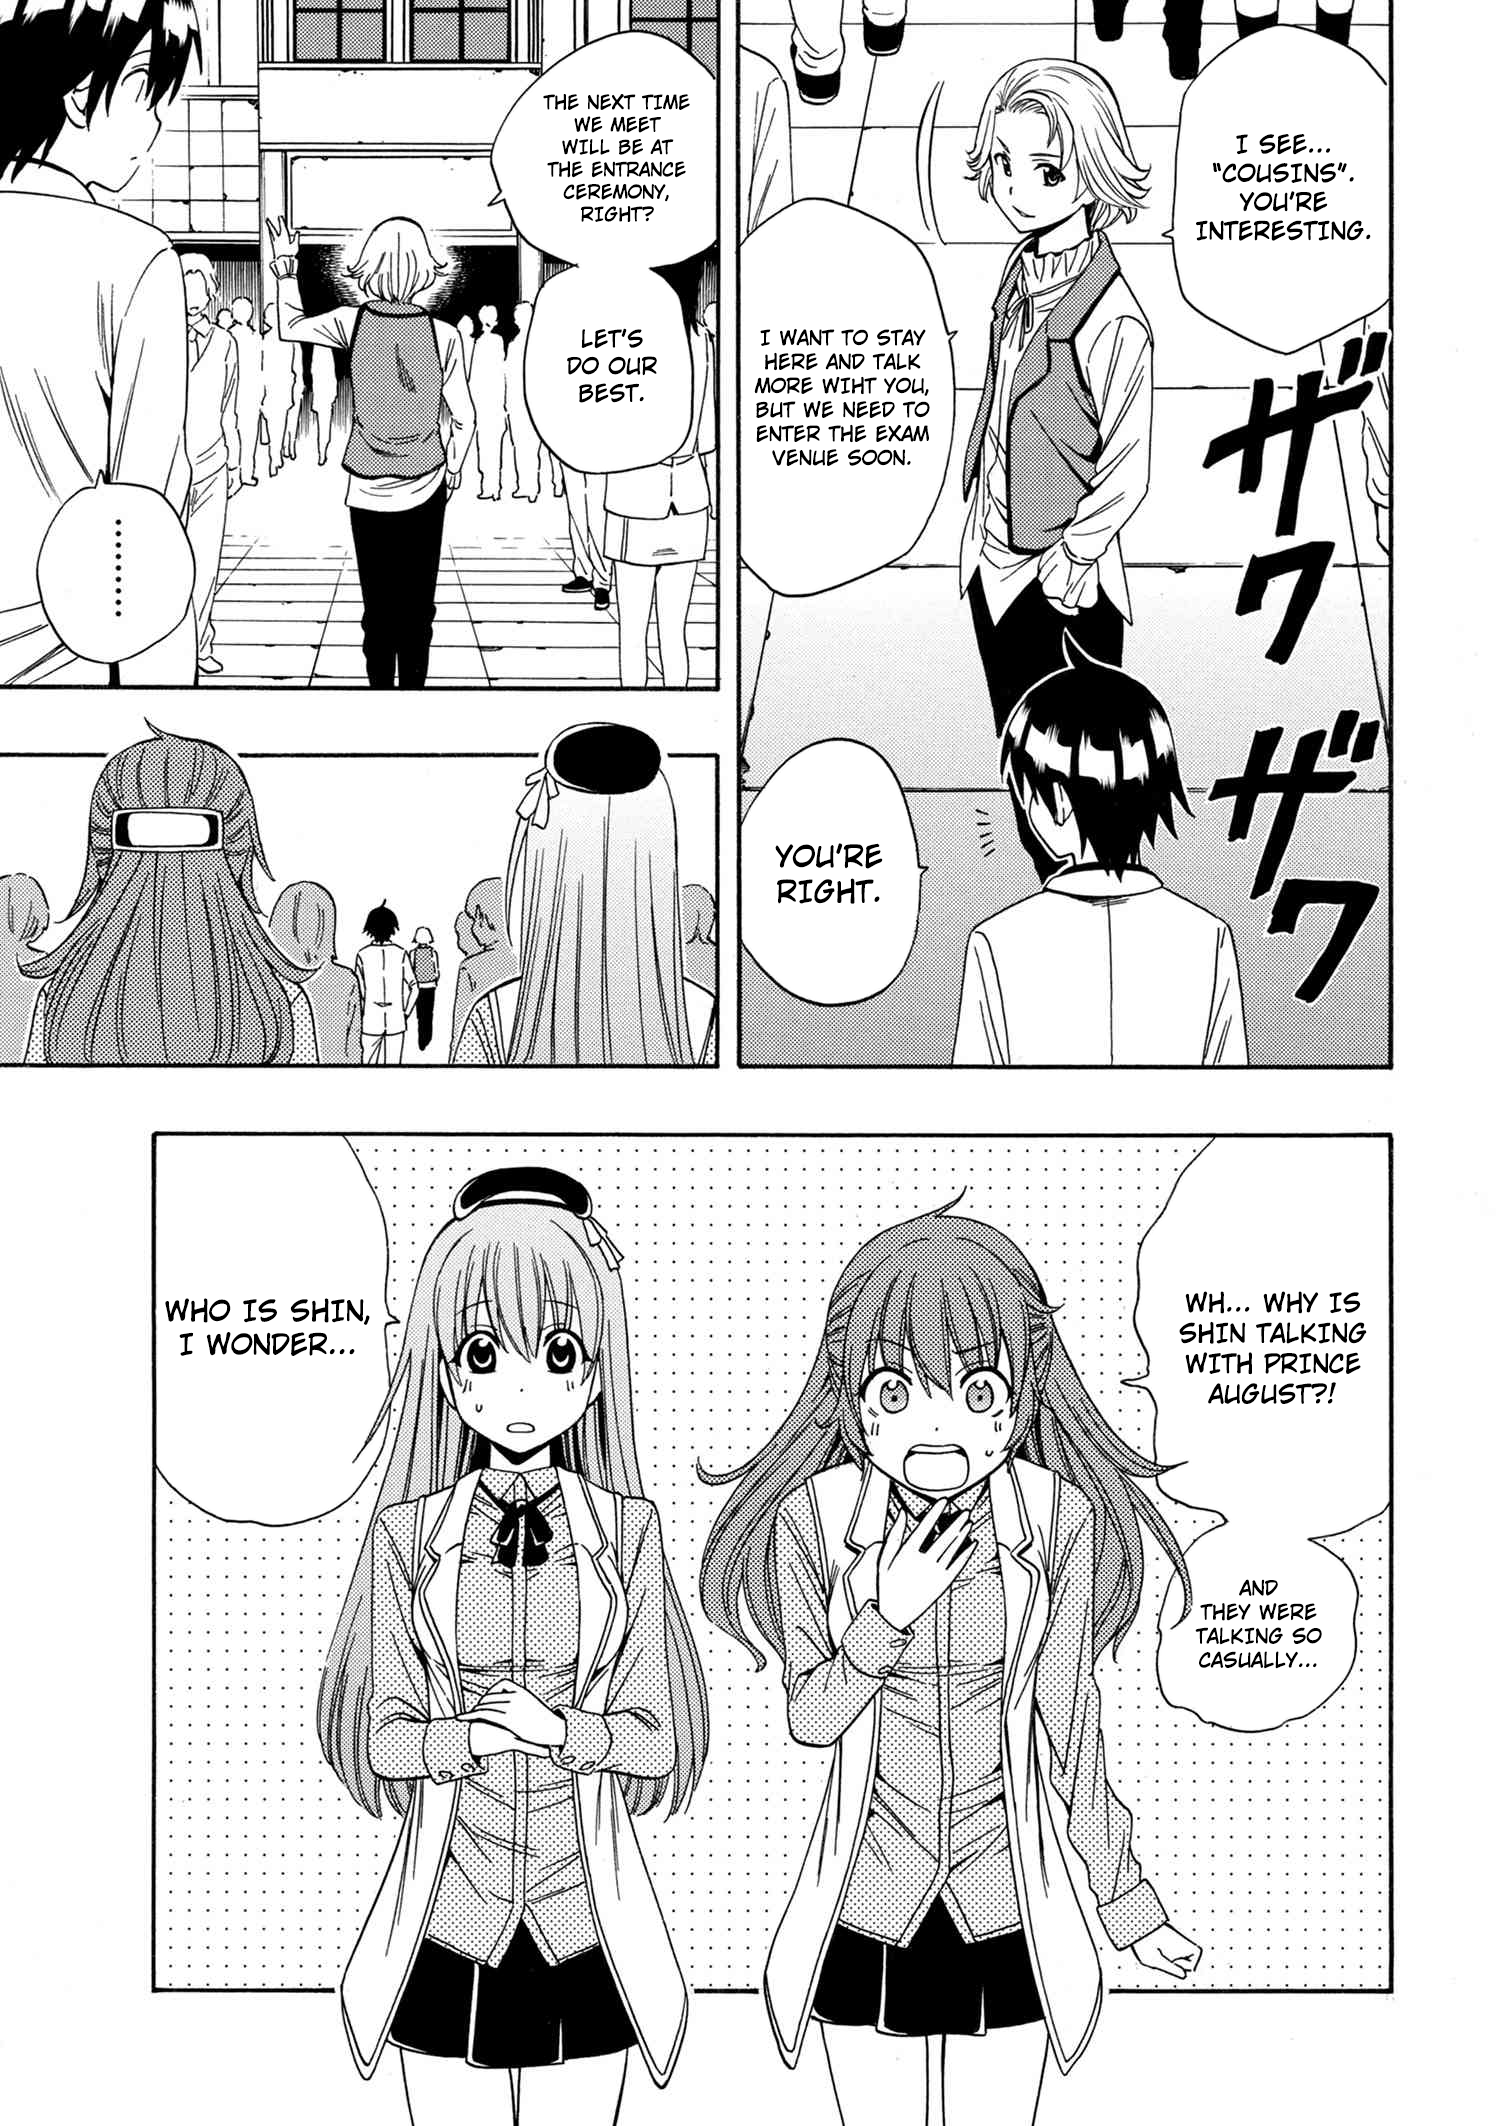 I SEE...
"COUSINS".
YOU'RE
INTERESTING.
I WANT TO STAY
HERE AND TALK
MORE WIHT YOU,
BUT WE NEED TO
ENTER THE EXAM
VENUE SOON.
ザワ
ザワ
YOU'RE
RIGHT.
THE NEXT TIME
WE MEET
WILL BE AT
THE ENTRANCE
CEREMONY,
RIGHT?
LET'S
DO OUR
BEST.
........
WH... WHY IS
SHIN TALKING
WITH PRINCE
AUGUST?!
AND
THEY WERE
TALKING SO
CASUALLY...
WHO IS SHIN,
I WONDER...